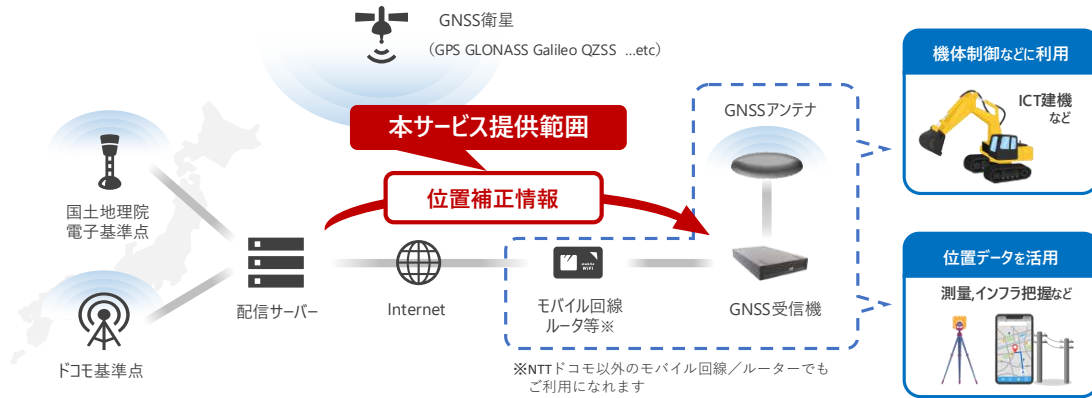 GNSS衛星
（GPS GLONASS Galileo QZSS …etc）
本サービス提供範囲
位置補正情報
国土地理院
電子基準点
ドコモ基準点
配信サーバー
Internet
mobile
WiFi
モバイル回線
ルータ等※
GNSSアンテナ
GNSS受信機
※NTTドコモ以外のモバイル回線／ルーターでも
ご利用になれます
機体制御などに利用
ICT建機
など
位置データを活用
測量,インフラ把握など